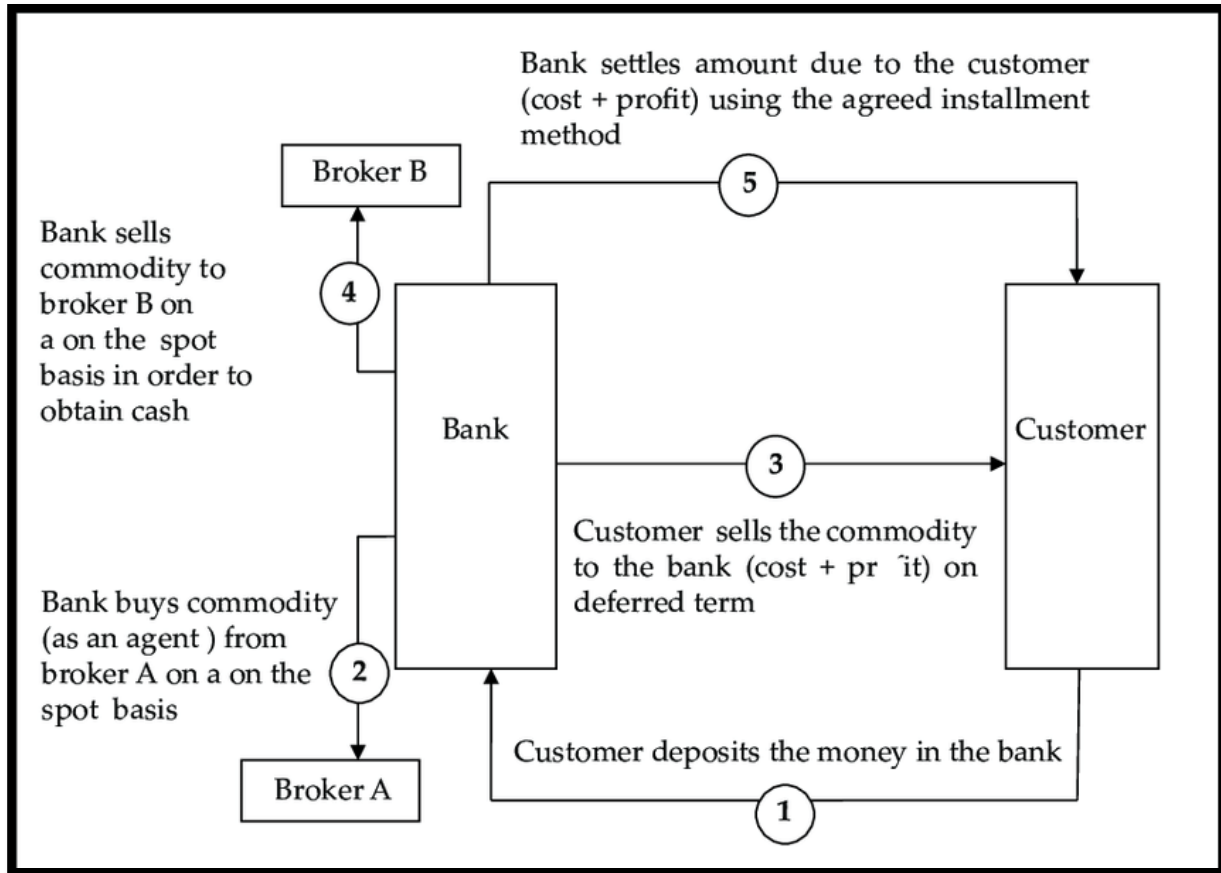 Bank settles amount due to the customer
(cost + profit) using the agreed installment
method
Broker B
5
Bank sells
commodity to
broker B on
a on the spot
basis in order to
obtain cash
4
Bank
Customer
3
Customer sells the commodity
to the bank (cost + pr it) on
deferred term
Bank buys commodity
(as an agent ) from
broker A on a on the
spot basis
2
Customer deposits the money in the bank
Broker A
1